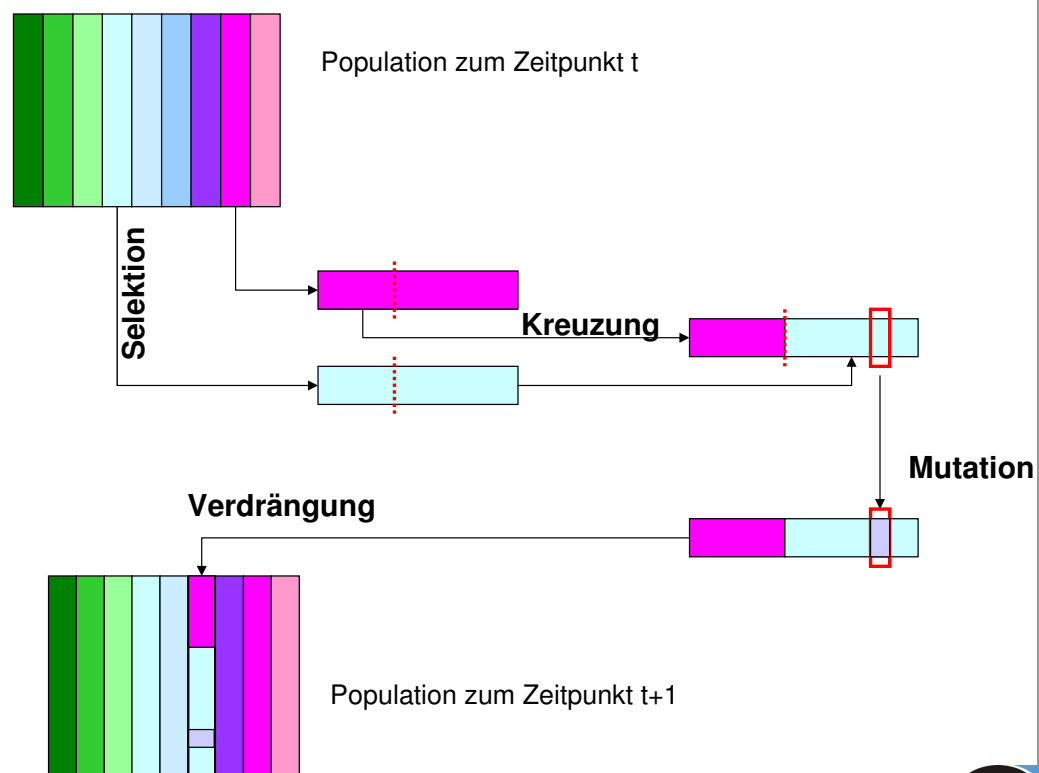 Population zum Zeitpunkt t
Selektion
Kreuzung
Mutation
Verdrängung
Population zum Zeitpunkt t+1